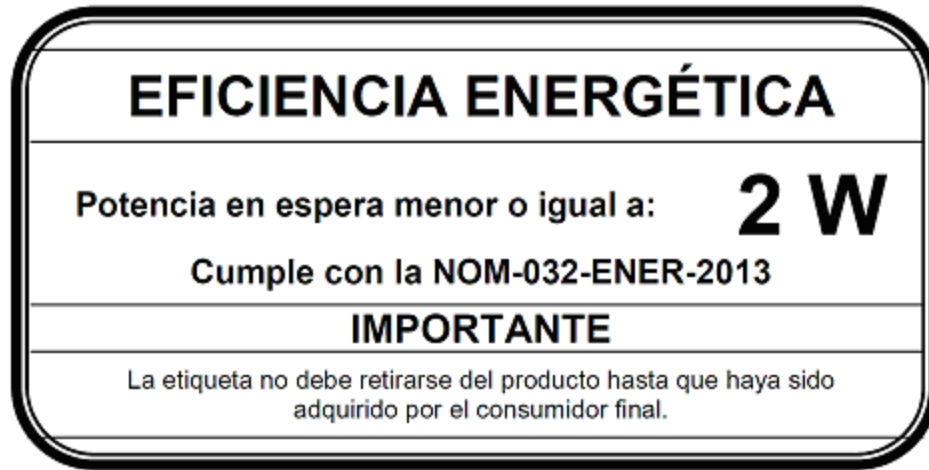 EFICIENCIA ENERGÉTICA
Potencia en espera menor o igual a: 2 W
Cumple con la NOM-032-ENER-2013
IMPORTANTE
La etiqueta no debe retirarse del producto hasta que haya sido
adquirido por el consumidor final.